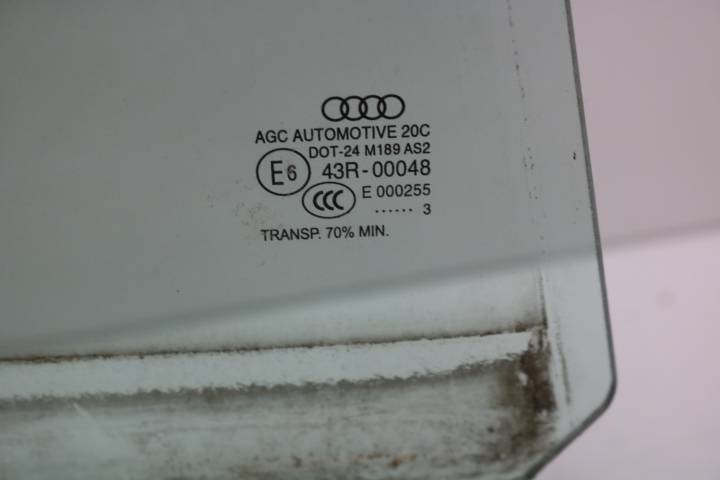 AGC AUTOMOTIVE 20C
DOT-24 M189 AS2
E6 43R-00048
CCC E 000255
...... 3
TRANSP. 70% MIN.